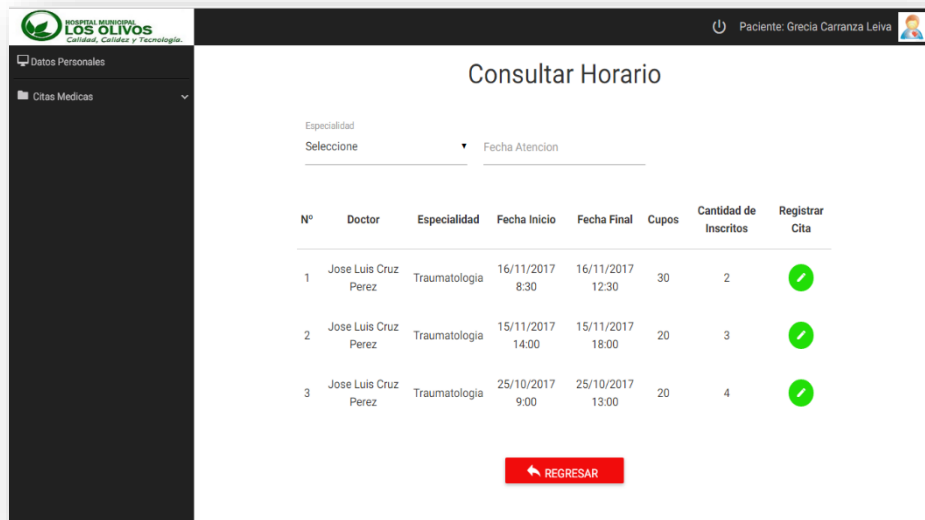 HOSPITAL MUNICIPAL
LOS OLIVOS
Calidad, Calidez y Tecnología.
Paciente: Grecia Carranza Leiva
Datos Personales
Citas Medicas
Consultar Horario
Especialidad
Seleccione
Fecha Atencion
Nº Doctor Especialidad Fecha Inicio Fecha Final Cupos Cantidad de Inscritos Registrar Cita
1 Jose Luis Cruz Perez Traumatologia 16/11/2017 8:30 16/11/2017 12:30 30 2
2 Jose Luis Cruz Perez Traumatologia 15/11/2017 14:00 15/11/2017 18:00 20 3
3 Jose Luis Cruz Perez Traumatologia 25/10/2017 9:00 25/10/2017 13:00 20 4
REGRESAR